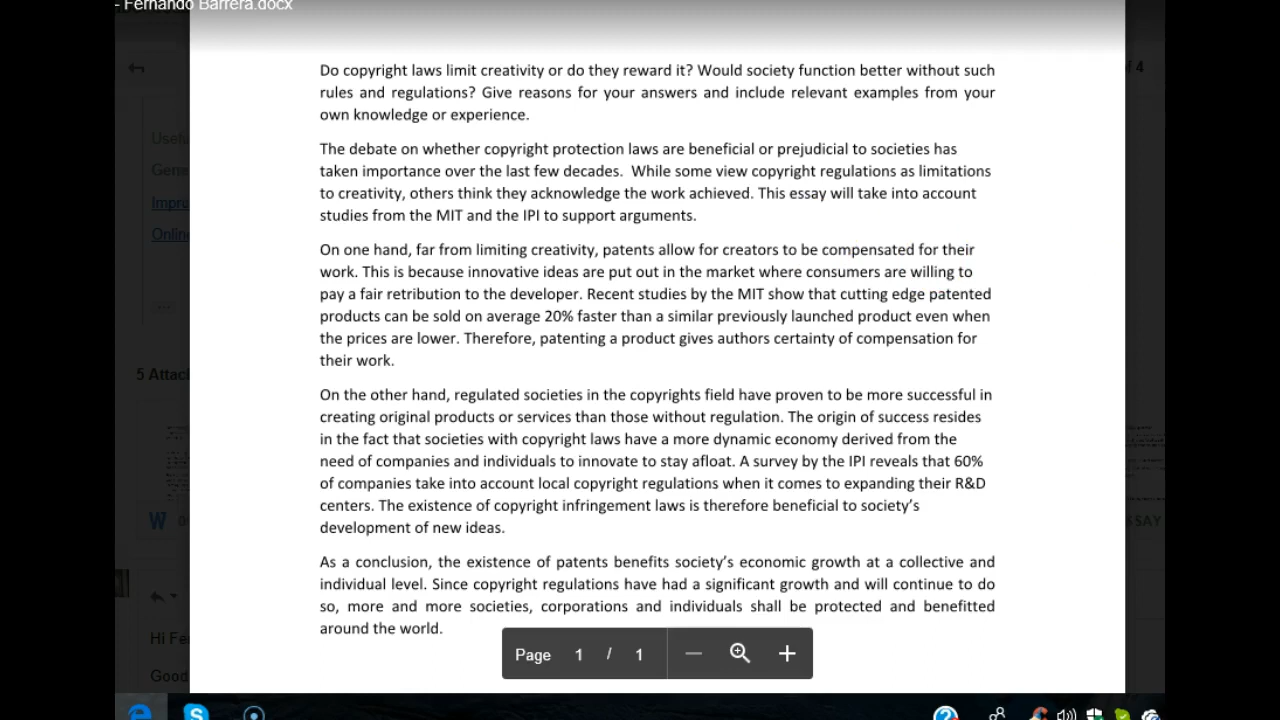 - Fernando Barrera.docx
Do copyright laws limit creativity or do they reward it? Would society function better without such
rules and regulations? Give reasons for your answers and include relevant examples from your
own knowledge or experience.
The debate on whether copyright protection laws are beneficial or prejudicial to societies has
taken importance over the last few decades.  While some view copyright regulations as limitations
to creativity, others think they acknowledge the work achieved. This essay will take into account
studies from the MIT and the IPI to support arguments.
On one hand, far from limiting creativity, patents allow for creators to be compensated for their
work. This is because innovative ideas are put out in the market where consumers are willing to
pay a fair retribution to the developer. Recent studies by the MIT show that cutting edge patented
products can be sold on average 20% faster than a similar previously launched product even when
the prices are lower. Therefore, patenting a product gives authors certainty of compensation for
their work.
On the other hand, regulated societies in the copyrights field have proven to be more successful in
creating original products or services than those without regulation. The origin of success resides
in the fact that societies with copyright laws have a more dynamic economy derived from the
need of companies and individuals to innovate to stay afloat. A survey by the IPI reveals that 60%
of companies take into account local copyright regulations when it comes to expanding their R&D
centers. The existence of copyright infringement laws is therefore beneficial to society's
development of new ideas.
As a conclusion, the existence of patents benefits society's economic growth at a collective and
individual level. Since copyright regulations have had a significant growth and will continue to do
so, more and more societies, corporations and individuals shall be protected and benefitted
around the world.
Page 1 / 1
of 4
5 Attac
Hi Fe
Good
SAY